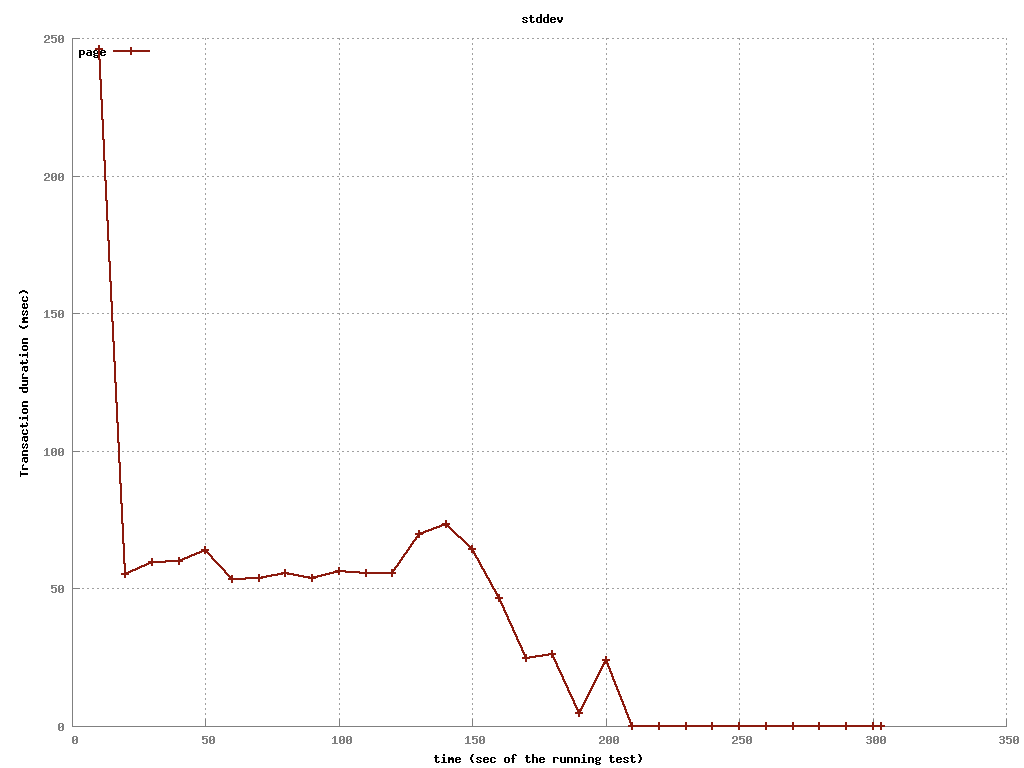 stddev
page
250
200
150
100
50
0
Transaction duration (msec)
0 50 100 150 200 250 300 350
time (sec of the running test)